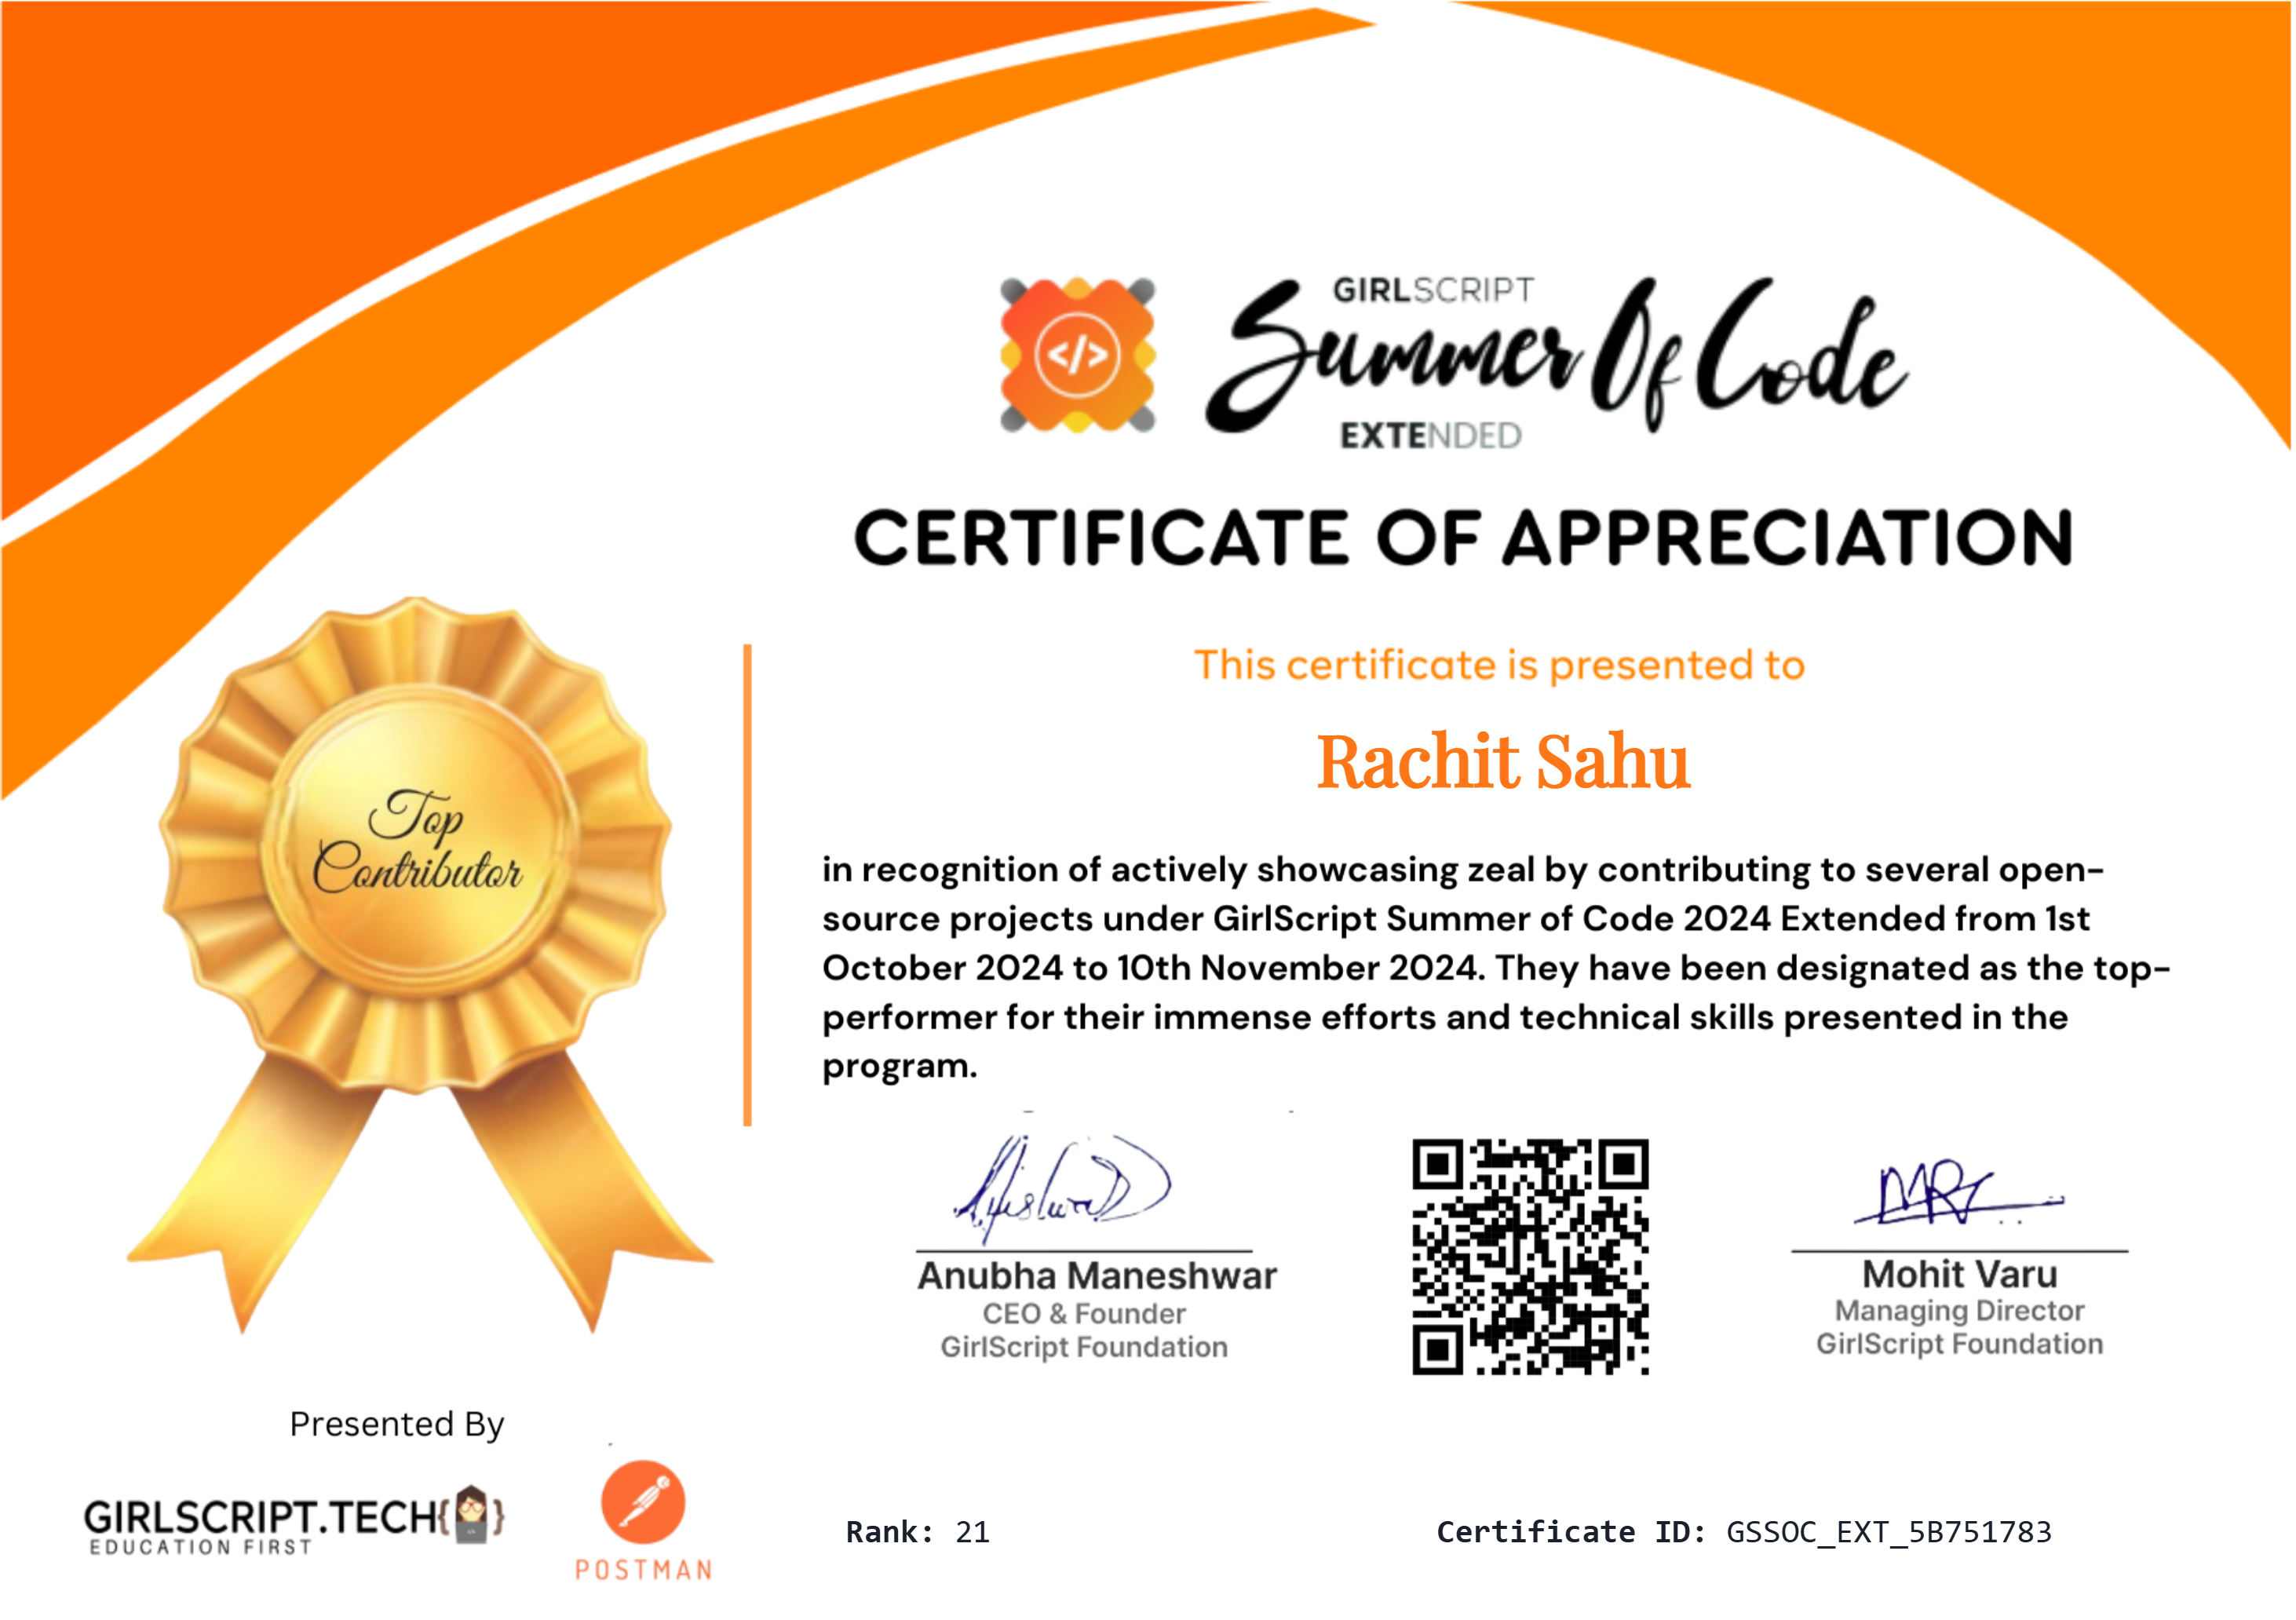 GIRLSCRIPT
Summer Of Code
EXTENDED
CERTIFICATE OF APPRECIATION
This certificate is presented to
Rachit Sahu
Top
Contributor
in recognition of actively showcasing zeal by contributing to several open-
source projects under GirlScript Summer of Code 2024 Extended from 1st
October 2024 to 10th November 2024. They have been designated as the top-
performer for their immense efforts and technical skills presented in the
program.
Anubha Maneshwar
CEO & Founder
GirlScript Foundation
Mohit Varu
Managing Director
GirlScript Foundation
Presented By
GIRLSCRIPT.TECH
EDUCATION FIRST
POSTMAN
Rank: 21
Certificate ID: GSSOC_EXT_5B751783